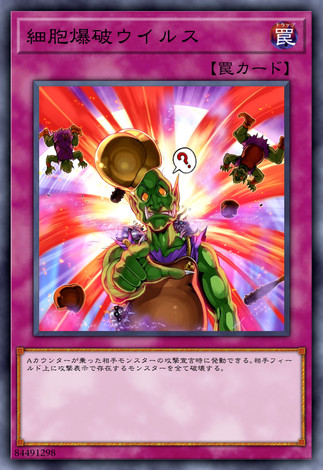 細胞爆破ウイルス
トラップ
罠
【罠カード】
?
Aカウンターが乗った相手モンスターの攻撃宣言時に発動できる。相手フィー
ルド上に攻撃表示で存在するモンスターを全て破壊する。
84491298